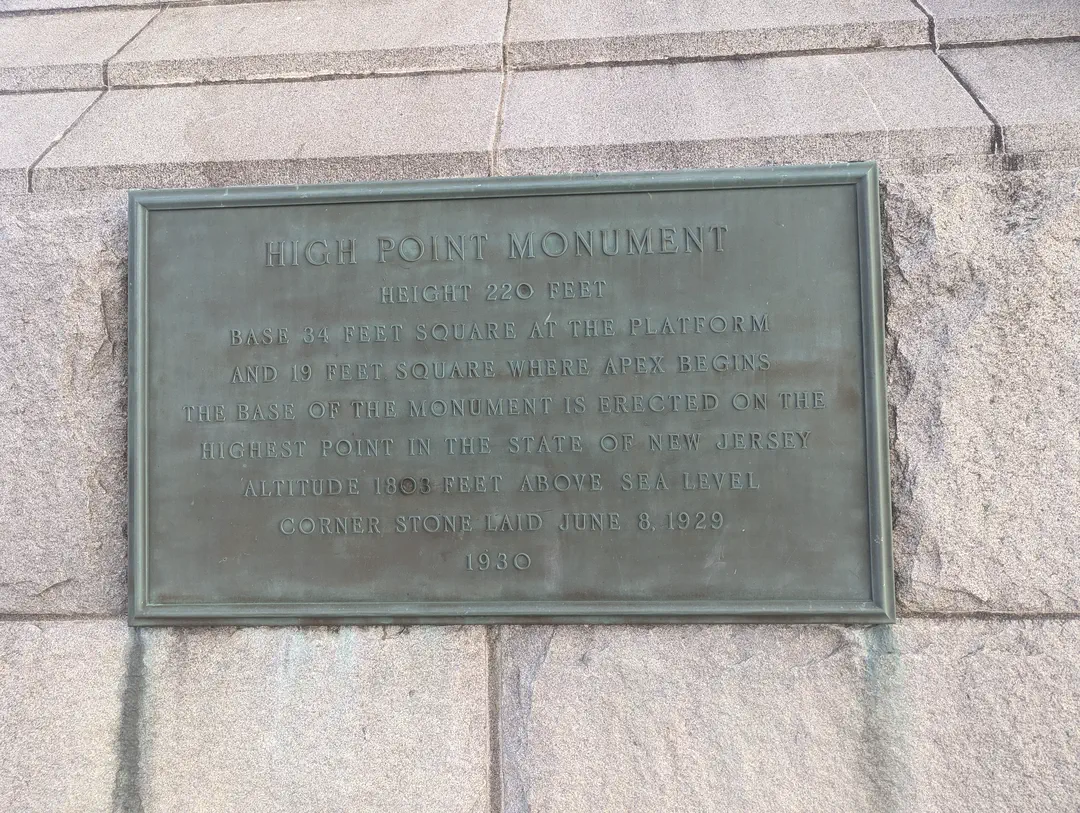 HIGH POINT MONUMENT
HEIGHT 220 FEET
BASE 34 FEET SQUARE AT THE PLATFORM
AND 19 FEET SQUARE WHERE APEX BEGINS
THE BASE OF THE MONUMENT IS ERECTED ON THE
HIGHEST POINT IN THE STATE OF NEW JERSEY
ALTITUDE 1803 FEET ABOVE SEA LEVEL
CORNER STONE LAID JUNE 8, 1929
1930